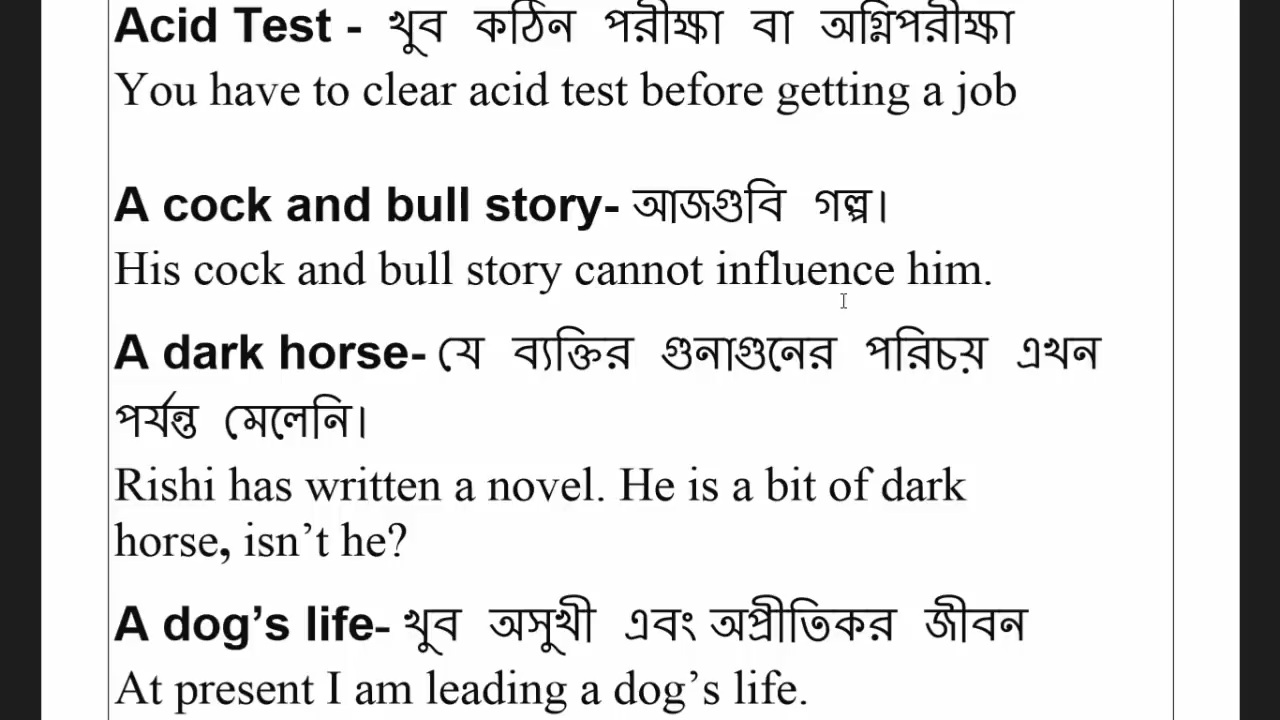 Acid Test - খুব কঠিন পরীক্ষা বা অগ্নিপরীক্ষা
You have to clear acid test before getting a job
A cock and bull story- আজগুবি গল্প।
His cock and bull story cannot influence him.
A dark horse- যে ব্যক্তির গুনাগুনের পরিচয় এখন
পর্যন্ত মেলেনি।
Rishi has written a novel. He is a bit of dark
horse, isn’t he?
A dog’s life- খুব অসুখী এবং অপ্রীতিকর জীবন
At present I am leading a dog’s life.